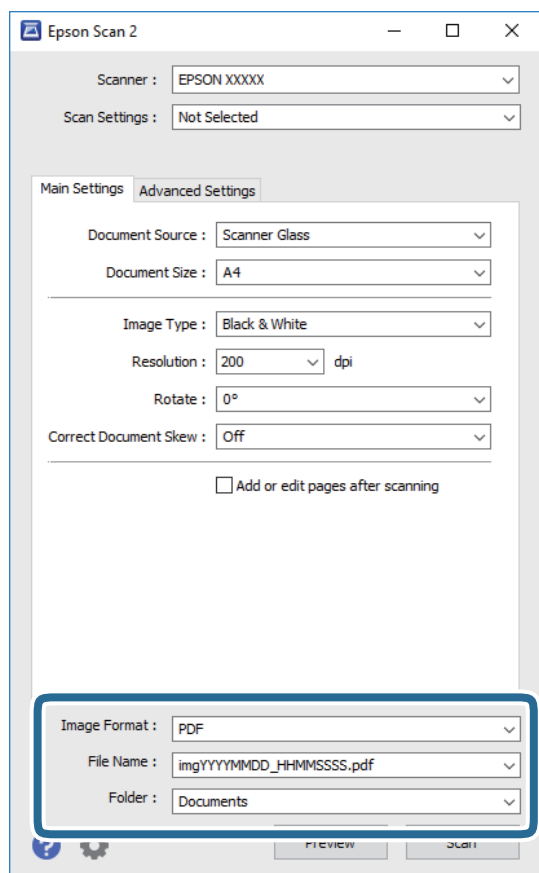 Epson Scan 2
Scanner : EPSON XXXXX
Scan Settings : Not Selected
Main Settings Advanced Settings
Document Source : Scanner Glass
Document Size : A4
Image Type : Black & White
Resolution : 200 dpi
Rotate : 0°
Correct Document Skew : Off
Add or edit pages after scanning
Image Format : PDF
File Name : imgYYYYMMDD_HHMMSSSS.pdf
Folder : Documents
? Preview Scan